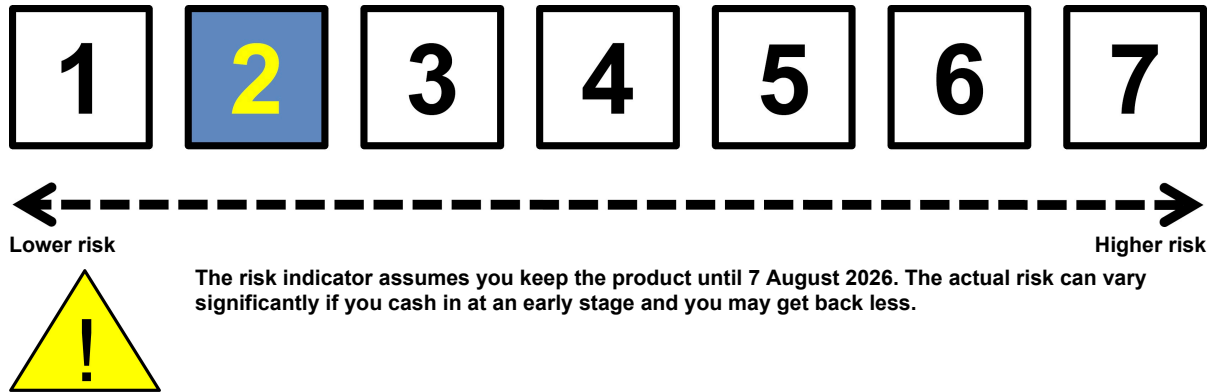 1 2 3 4 5 6 7
Lower risk Higher risk
The risk indicator assumes you keep the product until 7 August 2026. The actual risk can vary
significantly if you cash in at an early stage and you may get back less.
!